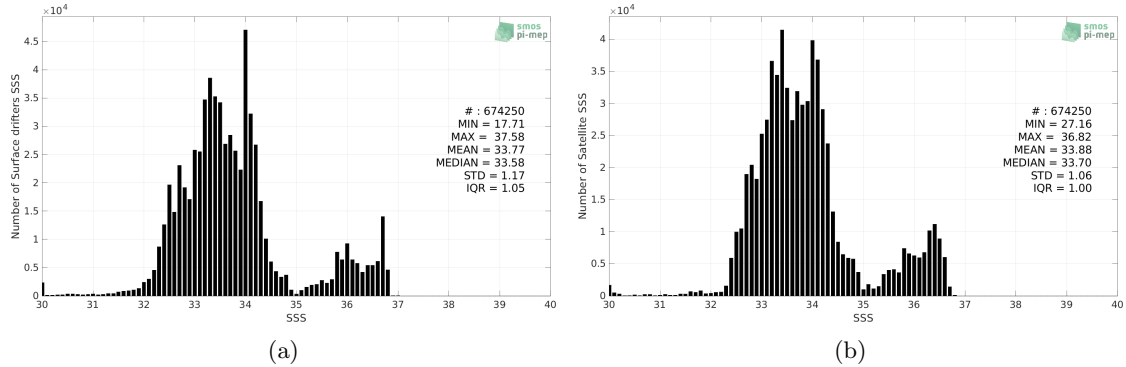 ×10⁴
4.5
4
3.5
3
2.5
2
1.5
1
0.5
0
Number of Surface drifters SSS
30 31 32 33 34 35 36 37 38 39 40
SSS
smos
pi-mep
# : 674250
MIN = 17.71
MAX = 37.58
MEAN = 33.77
MEDIAN = 33.58
STD = 1.17
IQR = 1.05
(a)
×10⁴
4
3.5
3
2.5
2
1.5
1
0.5
0
Number of Satellite SSS
30 31 32 33 34 35 36 37 38 39 40
SSS
smos
pi-mep
# : 674250
MIN = 27.16
MAX = 36.82
MEAN = 33.88
MEDIAN = 33.70
STD = 1.06
IQR = 1.00
(b)